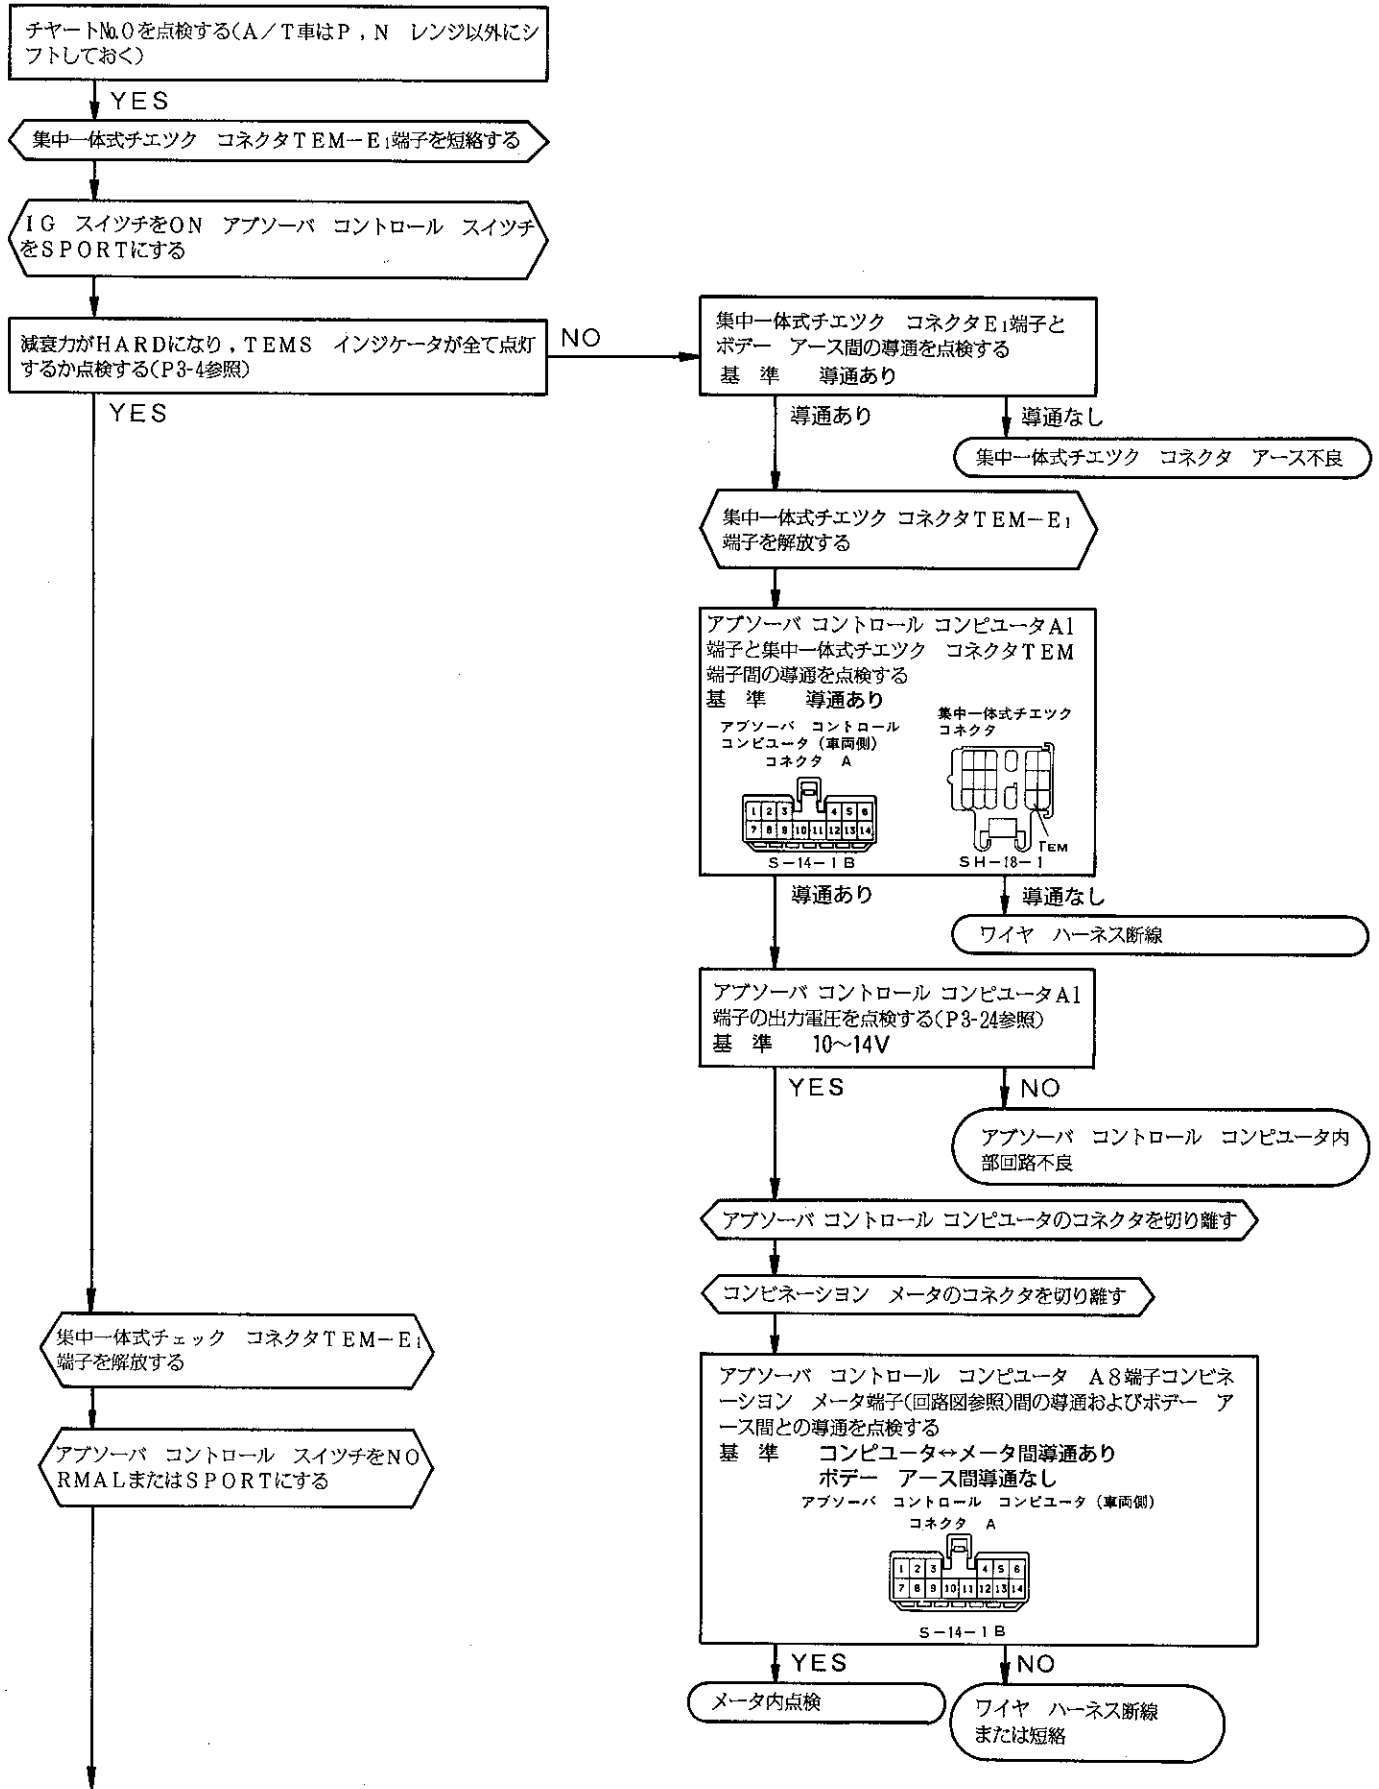 チヤートNo.0を点検する(A／T車はP，N　レンジ以外にシ
フトしておく)
YES
集中一体式チエツク　コネクタTEM－E1端子を短絡する
IG　スイツチをON　アブソーバ　コントロール　スイツチ
をSPORTにする
減衰力がHARDになり，TEMS　インジケータが全て点灯
するか点検する(P3-4参照)
NO
YES
集中一体式チエツク　コネクタE1端子と
ボデー　アース間の導通を点検する
基　準　　導通あり
導通あり
導通なし
集中一体式チエツク　コネクタ　アース不良
集中一体式チエツク コネクタTEM－E1
端子を解放する
アブソーバ コントロール コンピユータA1
端子と集中一体式チエツク　コネクタTEM
端子間の導通を点検する
基　準　　導通あり
アブソーバ　コントロール
コンピユータ（車両側）
コネクタ　A
集中一体式チエツク
コネクタ
1 2 3 4 5 6
7 8 9 10 11 12 13 14
TEM
S－14－1 B
SH－18－1
導通あり
導通なし
ワイヤ　ハーネス断線
アブソーバ コントロール コンピユータA1
端子の出力電圧を点検する(P3-24参照)
基　準　　10～14V
YES
NO
アブソーバ　コントロール　コンピユータ内
部回路不良
アブソーバ コントロール コンピユータのコネクタを切り離す
コンビネーション　メータのコネクタを切り離す
集中一体式チェック　コネクタTEM－E1
端子を解放する
アブソーバ　コントロール　スイツチをNO
RMALまたはSPORTにする
アブソーバ　コントロール　コンピユータ　A8端子コンビネ
ーション　メータ端子(回路図参照)間の導通およびボデー　ア
ース間との導通を点検する
基　準　　コンピユータ↔メータ間導通あり
ボデー　アース間導通なし
アブソーバ　コントロール　コンピユータ（車両側）
コネクタ　A
1 2 3 4 5 6
7 8 9 10 11 12 13 14
S－14－1 B
YES
NO
メータ内点検
ワイヤ　ハーネス断線
または短絡